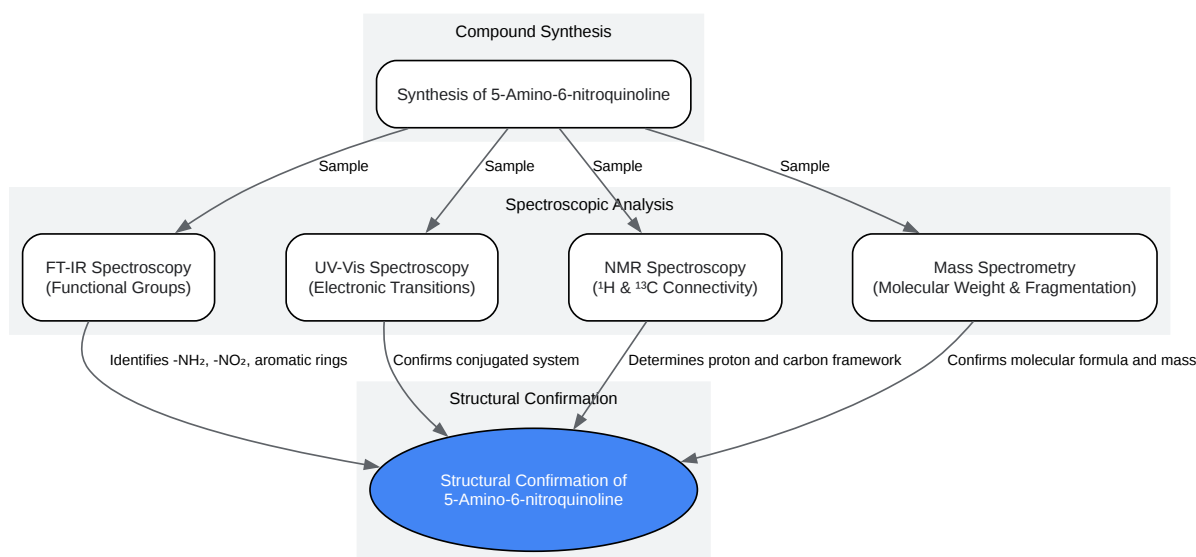 Compound Synthesis
Synthesis of 5-Amino-6-nitroquinoline
Sample
Sample
Sample
Sample
Spectroscopic Analysis
FT-IR Spectroscopy
(Functional Groups)
UV-Vis Spectroscopy
(Electronic Transitions)
NMR Spectroscopy
(¹H & ¹³C Connectivity)
Mass Spectrometry
(Molecular Weight & Fragmentation)
Identifies -NH₂, -NO₂, aromatic rings
Confirms conjugated system
Determines proton and carbon framework
Confirms molecular formula and mass
Structural Confirmation
Structural Confirmation of
5-Amino-6-nitroquinoline